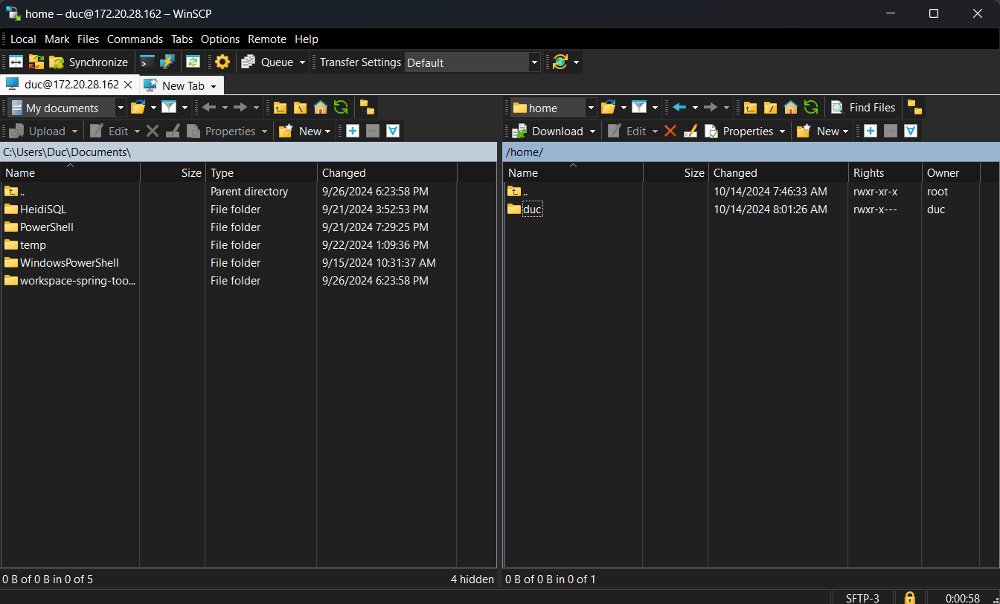 home – duc@172.20.28.162 – WinSCP
Local Mark Files Commands Tabs Options Remote Help
Synchronize Queue Transfer Settings Default
duc@172.20.28.162 New Tab
My documents
Upload Edit Properties New
C:\Users\Duc\Documents\
Name Size Type Changed
.. Parent directory 9/26/2024 6:23:58 PM
HeidiSQL File folder 9/21/2024 3:52:53 PM
PowerShell File folder 9/21/2024 7:29:25 PM
temp File folder 9/22/2024 1:09:36 PM
WindowsPowerShell File folder 9/15/2024 10:31:37 AM
workspace-spring-too... File folder 9/26/2024 6:23:58 PM
0 B of 0 B in 0 of 5 4 hidden
home Find Files
Download Edit Properties New
/home/
Name Size Changed Rights Owner
.. 10/14/2024 7:46:33 AM rwxr-xr-x root
duc 10/14/2024 8:01:26 AM rwxr-x--- duc
0 B of 0 B in 0 of 1
SFTP-3 0:00:58